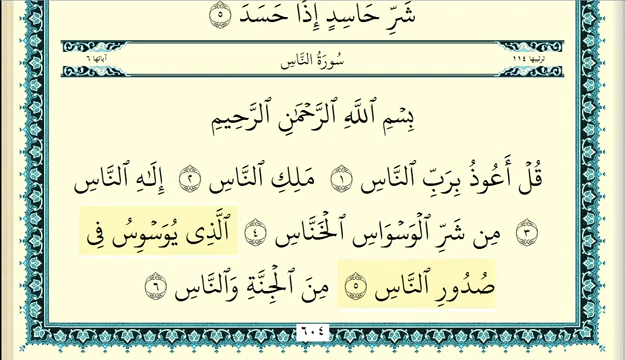 شَرِّ حَاسِدٍ إِذَا حَسَدَ ٥
ترتيبها ١١٤ سُورَةُ النَّاسِ آياتها ٦
بِسْمِ ٱللَّهِ ٱلرَّحْمَٰنِ ٱلرَّحِيمِ
قُلْ أَعُوذُ بِرَبِّ ٱلنَّاسِ ١ مَلِكِ ٱلنَّاسِ ٢ إِلَٰهِ ٱلنَّاسِ
٣ مِن شَرِّ ٱلْوَسْوَاسِ ٱلْخَنَّاسِ ٤ ٱلَّذِى يُوَسْوِسُ فِى
صُدُورِ ٱلنَّاسِ ٥ مِنَ ٱلْجِنَّةِ وَٱلنَّاسِ ٦
٦٠٤